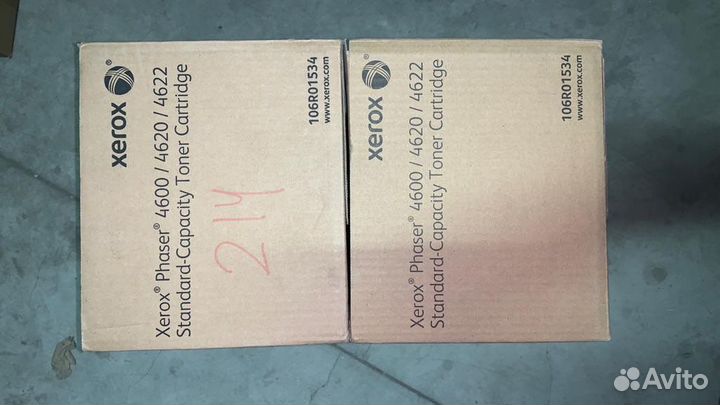 xerox
Xerox® Phaser® 4600 / 4620 / 4622
Standard-Capacity Toner Cartridge
106R01534
www.xerox.com
214
xerox
Xerox® Phaser® 4600 / 4620 / 4622
Standard-Capacity Toner Cartridge
106R01534
www.xerox.com
Avito